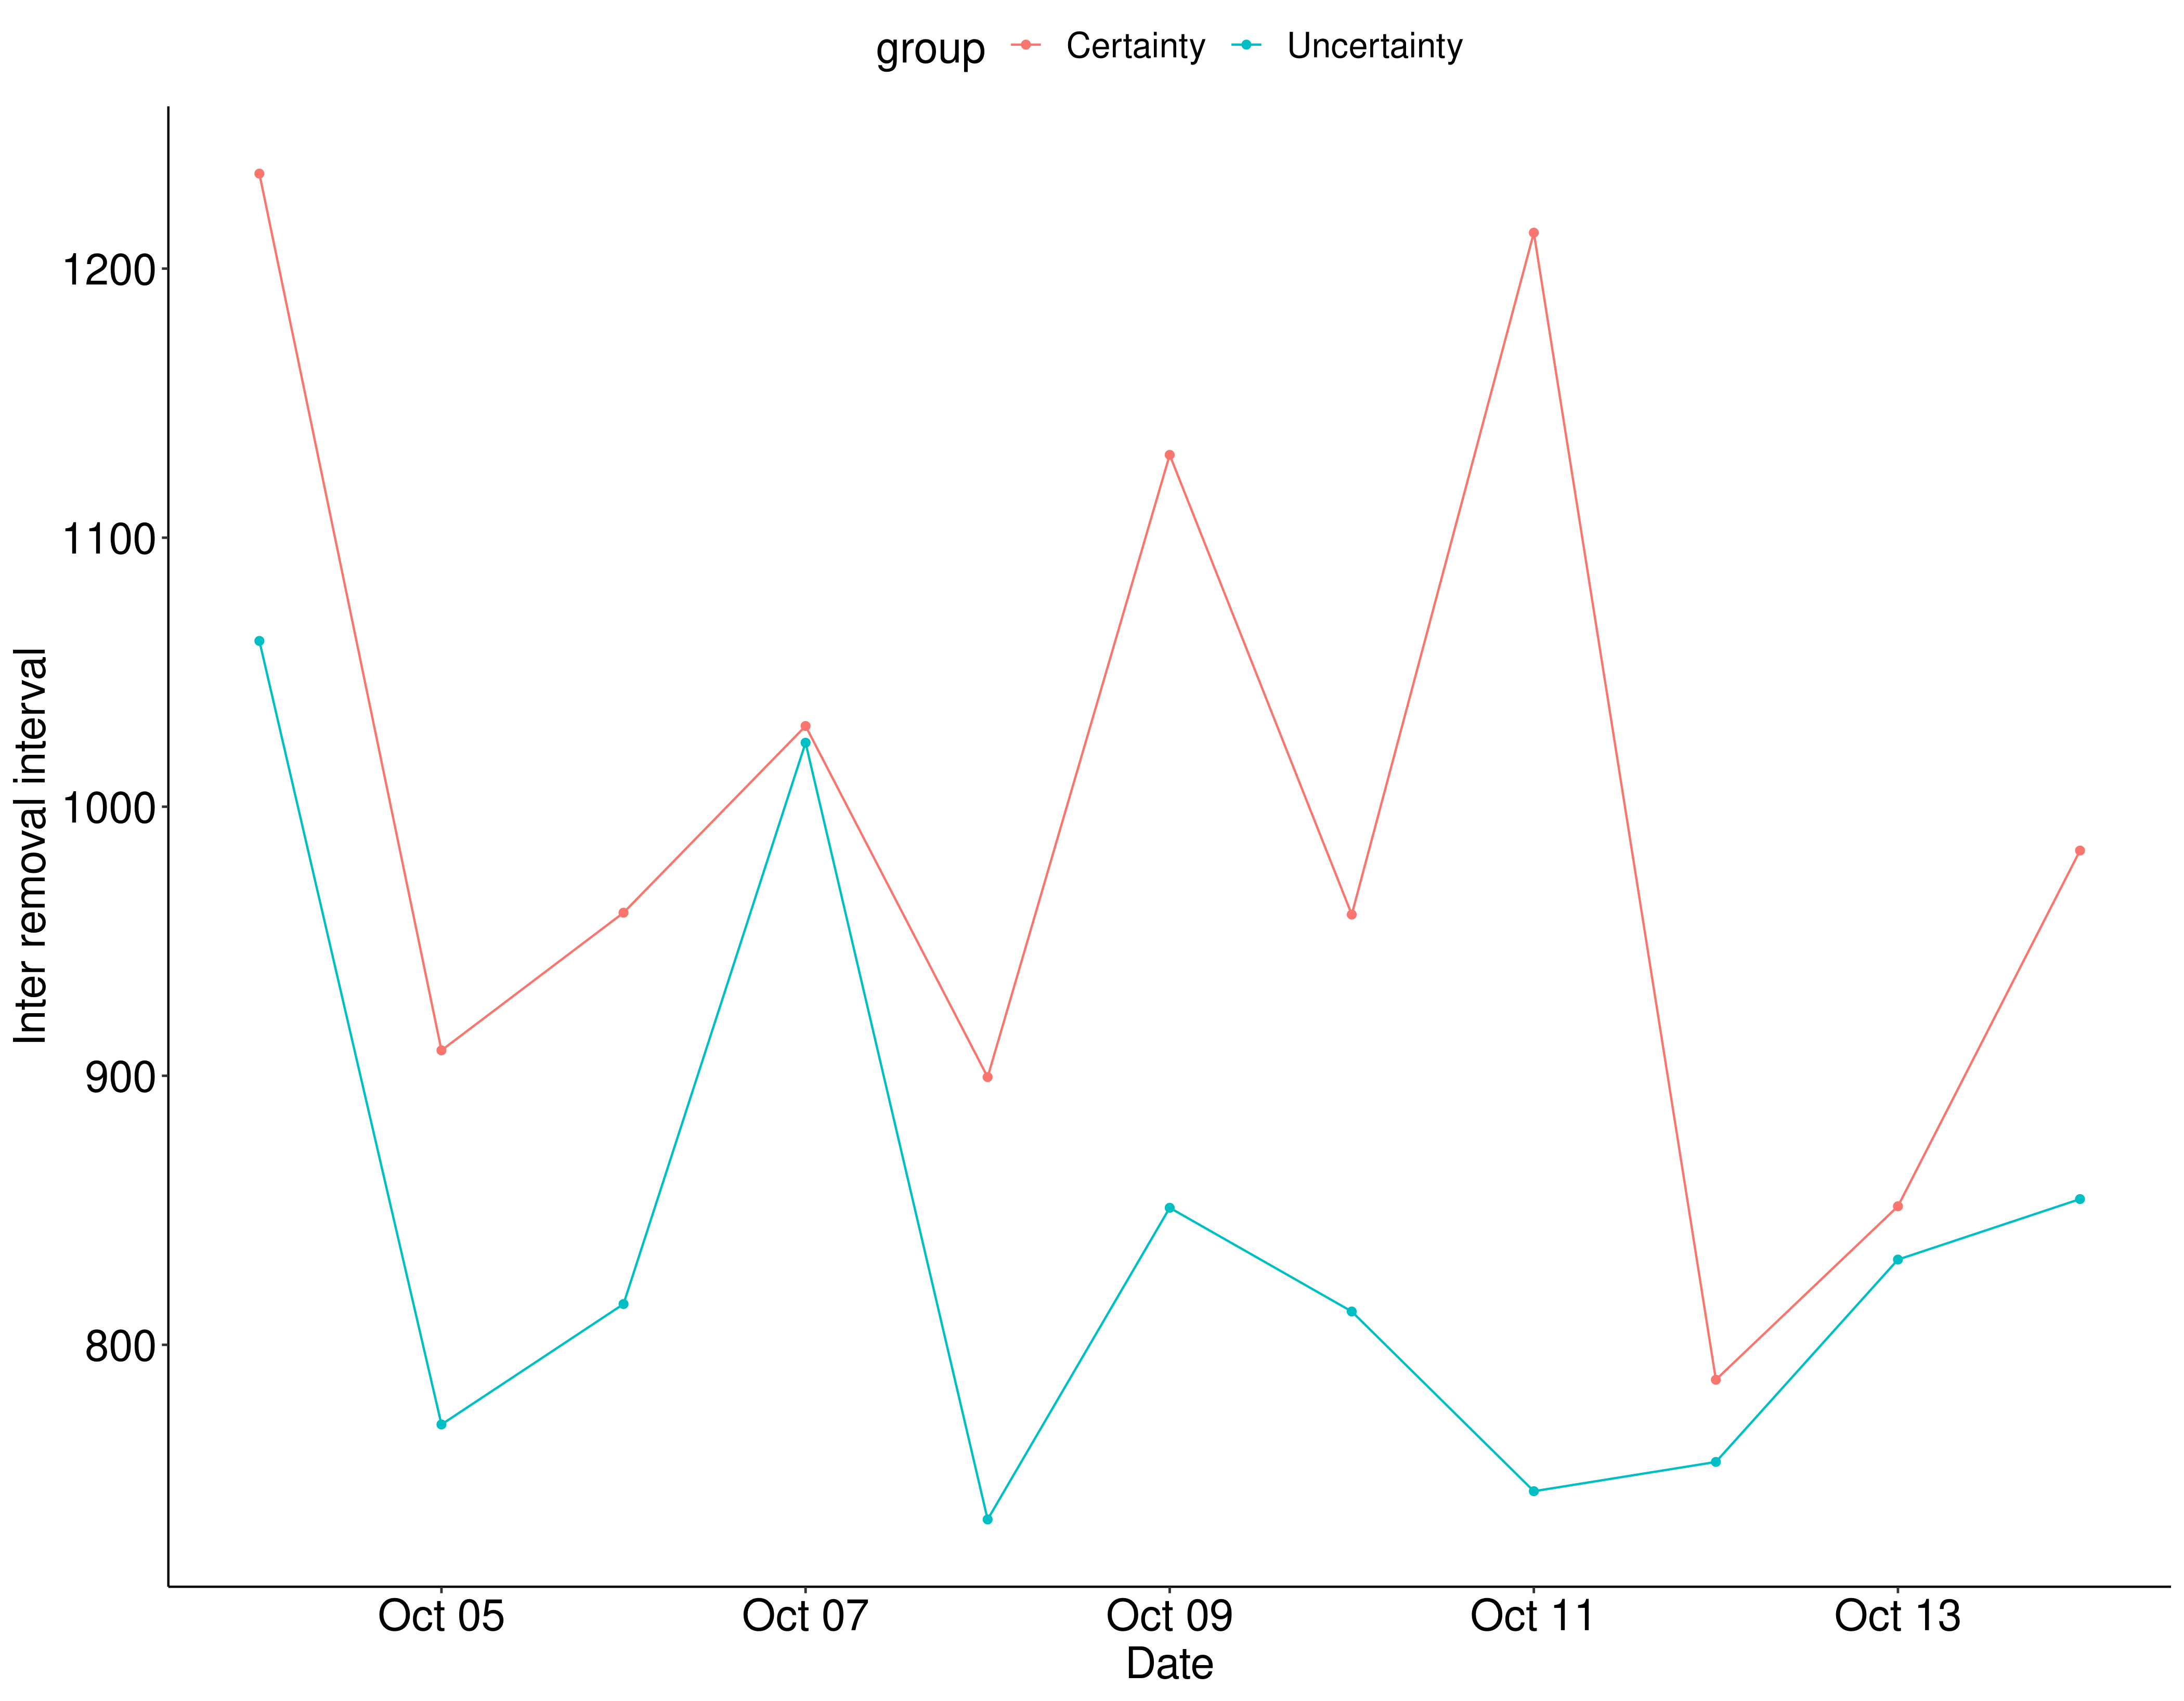 group Certainty Uncertainty
1200
1100
1000
900
800
Inter removal interval
Oct 05 Oct 07 Oct 09 Oct 11 Oct 13
Date